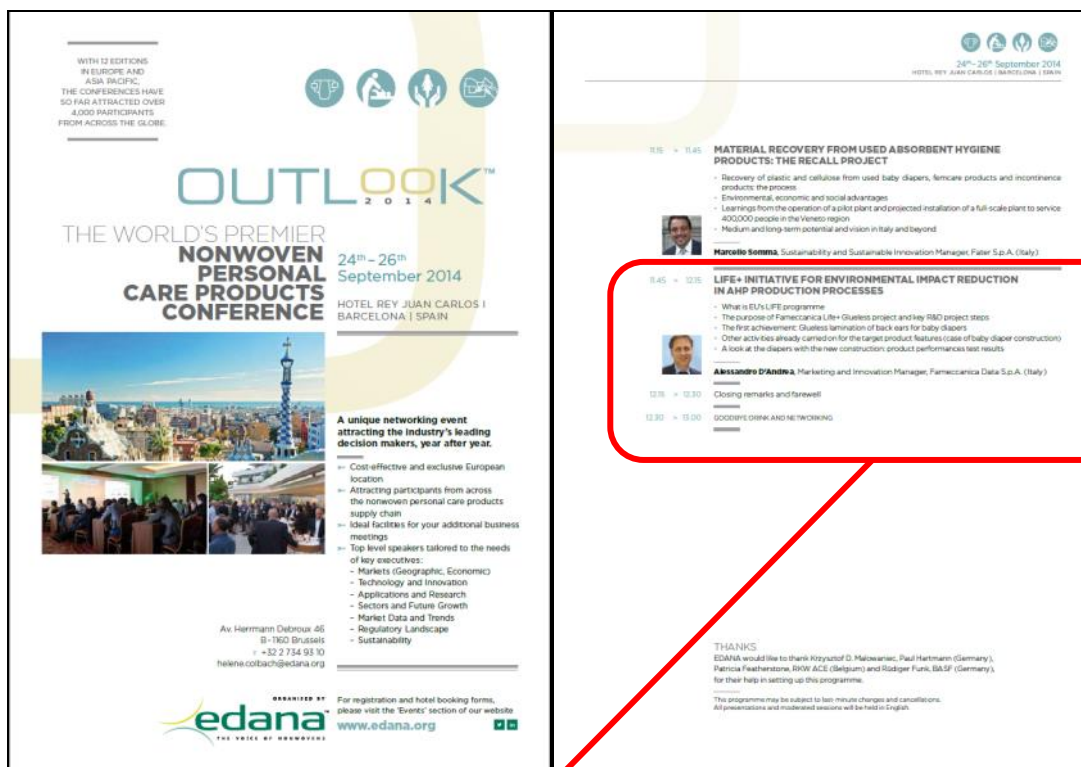 WITH 12 EDITIONS
IN EUROPE AND
ASIA PACIFIC,
THE CONFERENCES HAVE
SO FAR ATTRACTED OVER
4,000 PARTICIPANTS
FROM ACROSS THE GLOBE.
OUTLOOK™
2014
THE WORLD'S PREMIER
NONWOVEN
PERSONAL
CARE PRODUCTS
CONFERENCE
24th – 26th
September 2014
HOTEL REY JUAN CARLOS I
BARCELONA | SPAIN
A unique networking event
attracting the industry's leading
decision makers, year after year.
Cost-effective and exclusive European
location
Attracting participants from across
the nonwoven personal care products
supply chain
Ideal facilities for your additional business
meetings
Top level speakers tailored to the needs
of key executives:
– Markets (Geographic, Economic)
– Technology and Innovation
– Applications and Research
– Sectors and Future Growth
– Market Data and Trends
– Regulatory Landscape
– Sustainability
Av. Herrmann Debroux 46
B-1160 Brussels
T +32 2 734 93 10
helene.colbach@edana.org
ORGANIZED BY
edana™
THE VOICE OF NONWOVENS
For registration and hotel booking forms,
please visit the 'Events' section of our website
www.edana.org
24th–26th September 2014
HOTEL REY JUAN CARLOS I BARCELONA | SPAIN
11.15 > 11.45 MATERIAL RECOVERY FROM USED ABSORBENT HYGIENE
PRODUCTS: THE RECALL PROJECT
- Recovery of plastic and cellulose from used baby diapers, femcare products and incontinence
products: the process
- Environmental, economic and social advantages
- Learnings from the operation of a pilot plant and projected installation of a full-scale plant to service
400,000 people in the Veneto region
- Medium and long-term potential and vision in Italy and beyond
Marcello Somma, Sustainability and Sustainable Innovation Manager, Fater S.p.A. (Italy)
11.45 > 12.15 LIFE+ INITIATIVE FOR ENVIRONMENTAL IMPACT REDUCTION
IN AHP PRODUCTION PROCESSES
- What is EU's LIFE programme
- The purpose of Fameccanica Life+ Glueless project and key R&D project steps
- The first achievement: Glueless lamination of back ears for baby diapers
- Other activities already carried on for the target product features (case of baby diaper construction)
- A look at the diapers with the new construction: product performances test results
Alessandro D'Andrea, Marketing and Innovation Manager, Fameccanica Data S.p.A. (Italy)
12.15 > 12.30 Closing remarks and farewell
12.30 > 13.00 GOODBYE DRINK AND NETWORKING
THANKS
EDANA would like to thank Krzysztof D. Malowaniec, Paul Hartmann (Germany),
Patricia Featherstone, RKW ACE (Belgium) and Rüdiger Funk, BASF (Germany),
for their help in setting up this programme.
This programme may be subject to last-minute changes and cancellations.
All presentations and moderated sessions will be held in English.